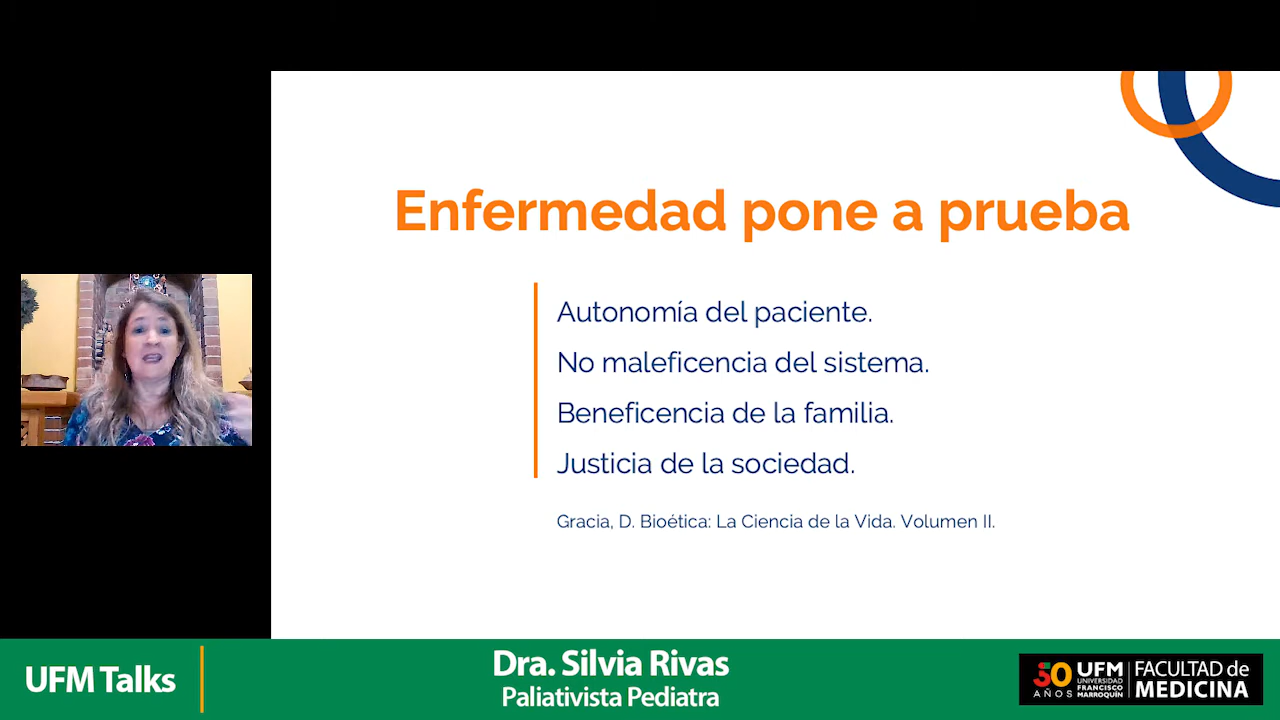 Enfermedad pone a prueba
Autonomía del paciente.
No maleficencia del sistema.
Beneficencia de la familia.
Justicia de la sociedad.
Gracia, D. Bioética: La Ciencia de la Vida. Volumen II.
UFM Talks
Dra. Silvia Rivas
Paliativista Pediatra
50
AÑOS
UFM
UNIVERSIDAD
FRANCISCO
MARROQUÍN
FACULTAD de
MEDICINA